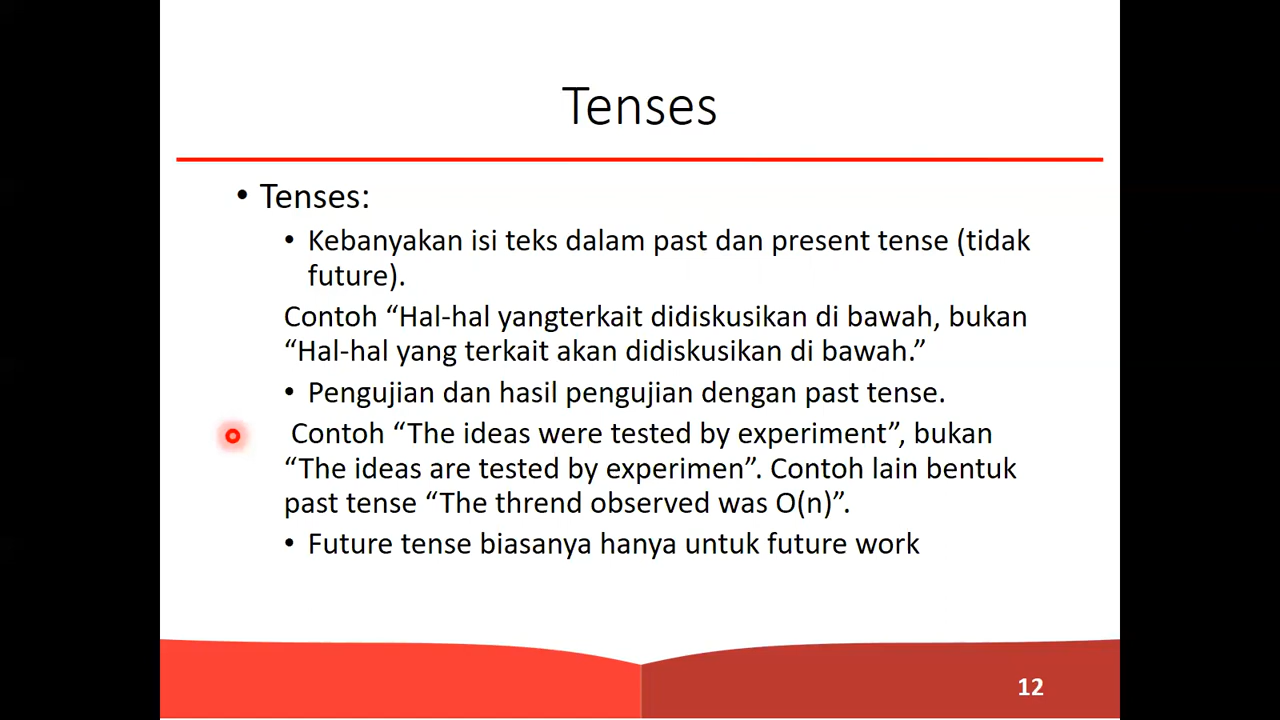 Tenses
• Tenses:
• Kebanyakan isi teks dalam past dan present tense (tidak
future).
Contoh “Hal-hal yangterkait didiskusikan di bawah, bukan
“Hal-hal yang terkait akan didiskusikan di bawah.”
• Pengujian dan hasil pengujian dengan past tense.
Contoh “The ideas were tested by experiment”, bukan
“The ideas are tested by experimen”. Contoh lain bentuk
past tense “The thrend observed was O(n)”.
• Future tense biasanya hanya untuk future work
12